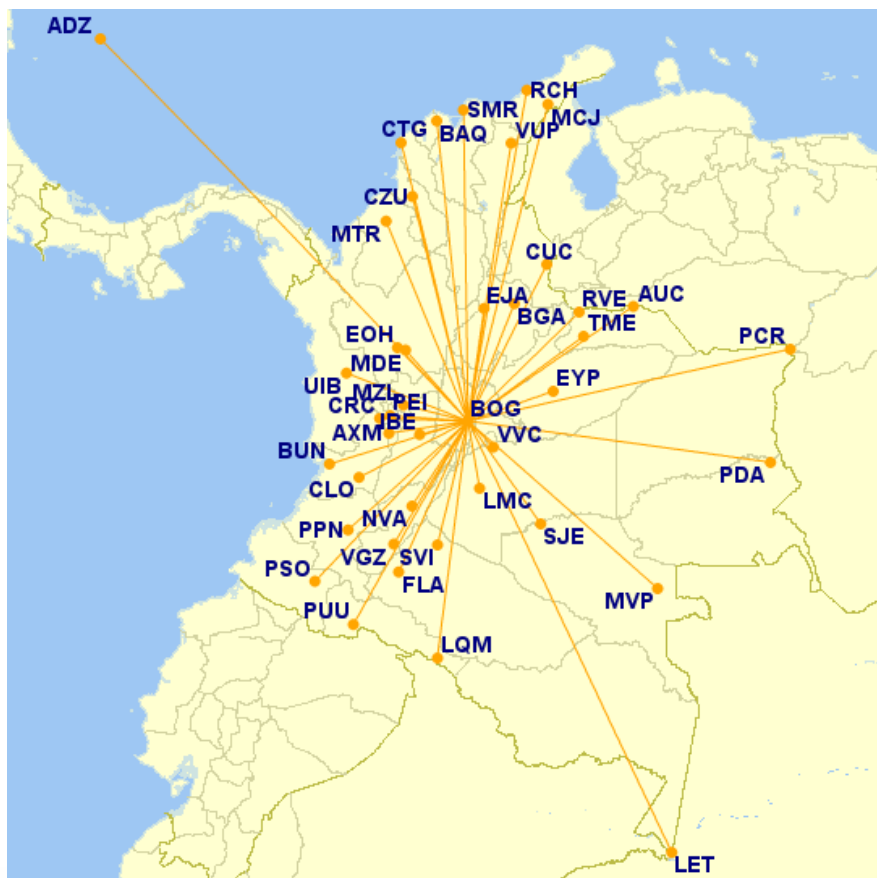 ADZ
RCH
SMR
MCJ
CTG
BAQ
VUP
CZU
MTR
CUC
EJA
RVE
AUC
BGA
TME
EOH
PCR
MDE
UIB
EYP
MZL
PEI
CRC
BOG
IBE
AXM
VVC
BUN
PDA
CLO
LMC
NVA
PPN
SJE
VGZ
SVI
PSO
FLA
MVP
PUU
LQM
LET